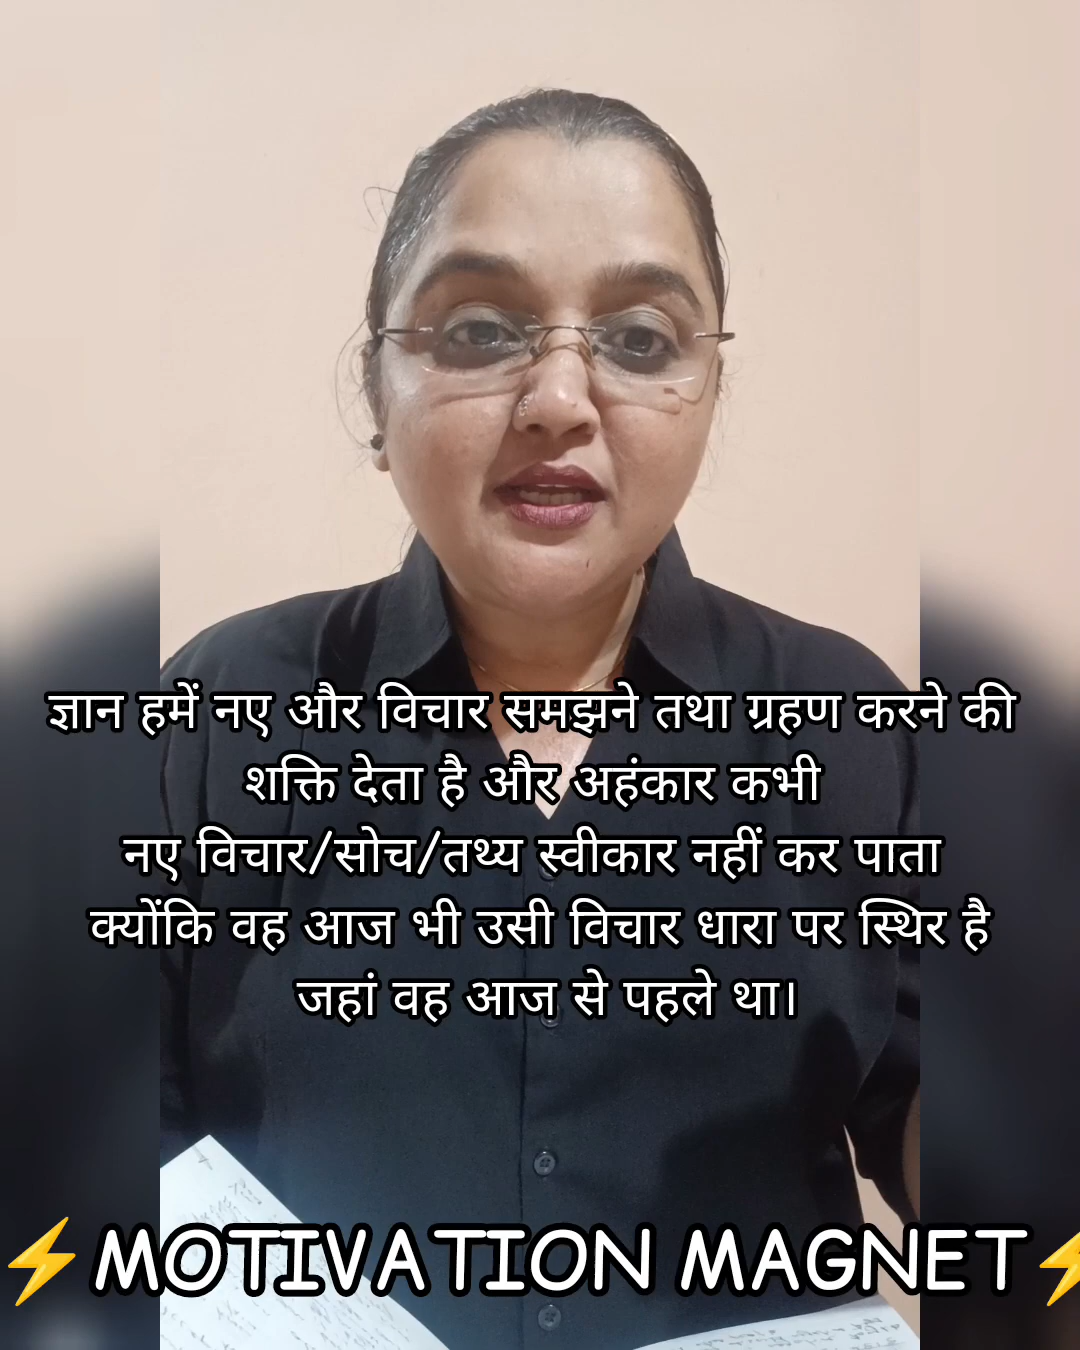 ज्ञान हमें नए और विचार समझने तथा ग्रहण करने की
शक्ति देता है और अहंकार कभी
नए विचार/सोच/तथ्य स्वीकार नहीं कर पाता
क्योंकि वह आज भी उसी विचार धारा पर स्थिर है
जहां वह आज से पहले था।
⚡MOTIVATION MAGNET⚡